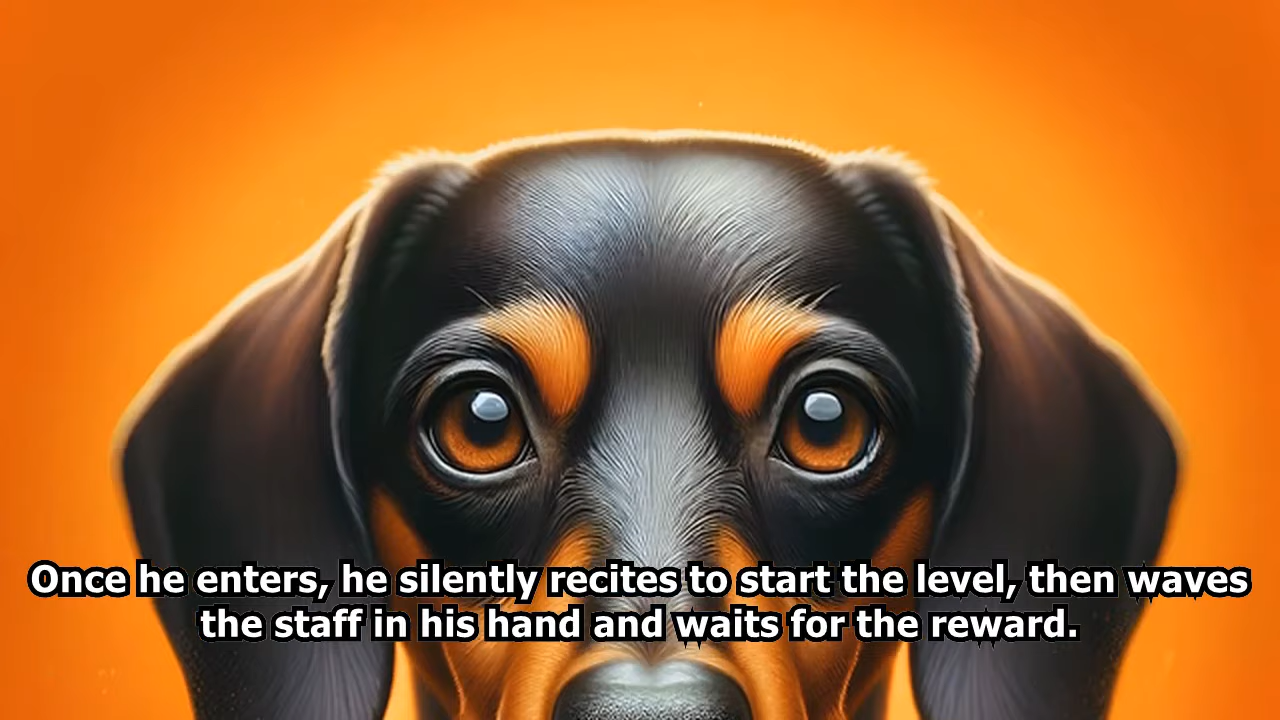 Once he enters, he silently recites to start the level, then waves
the staff in his hand and waits for the reward.